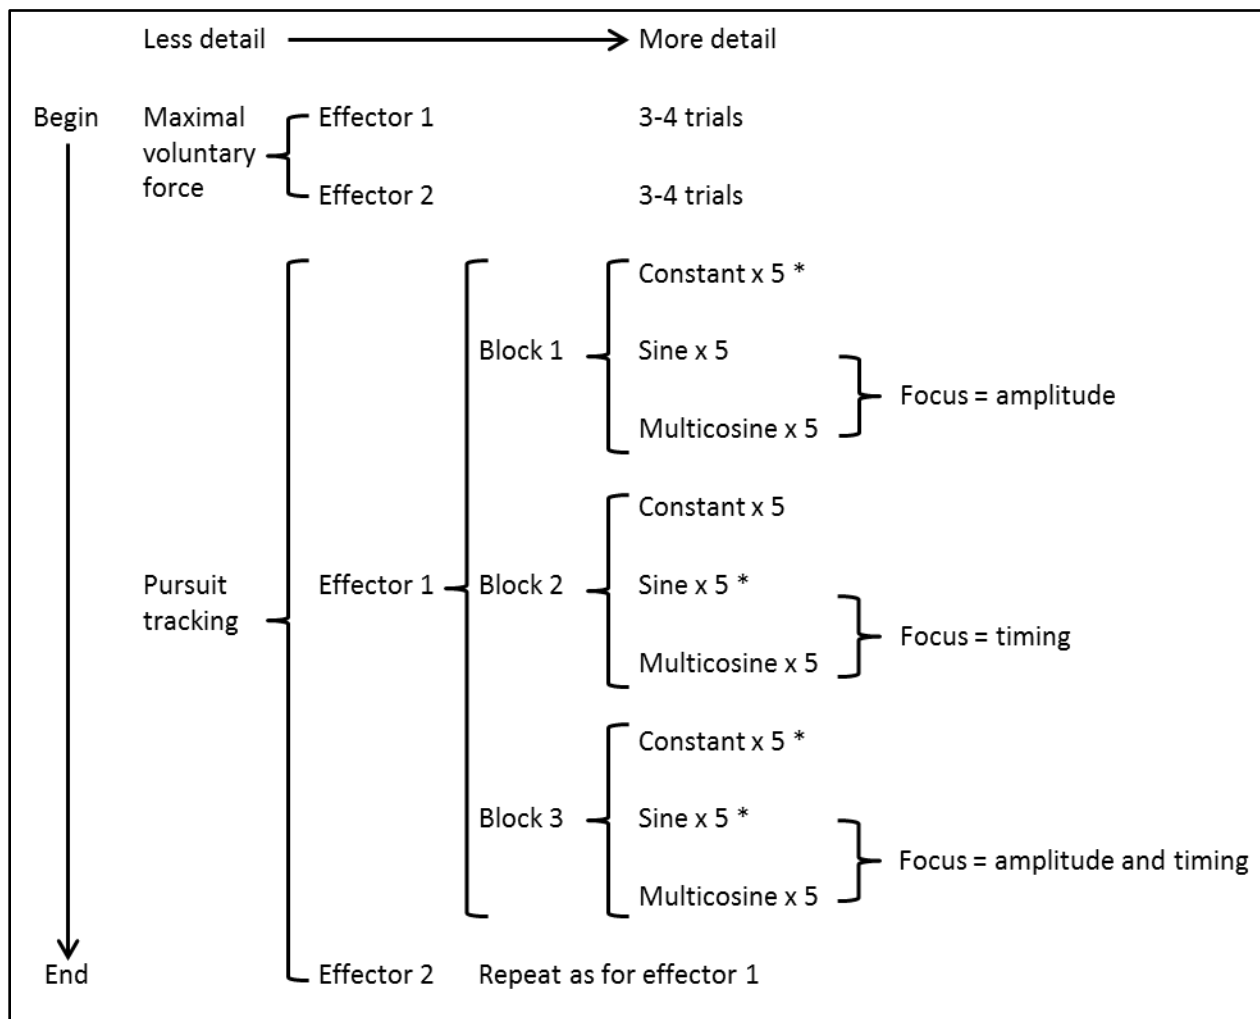 Less detail More detail
Begin Maximal voluntary force Effector 1 3-4 trials
Effector 2 3-4 trials
Constant x 5 *
Block 1 Sine x 5
Focus = amplitude
Multicosine x 5
Constant x 5
Pursuit tracking Effector 1 Block 2 Sine x 5 *
Focus = timing
Multicosine x 5
Constant x 5 *
Block 3 Sine x 5 *
Focus = amplitude and timing
Multicosine x 5
End Effector 2 Repeat as for effector 1